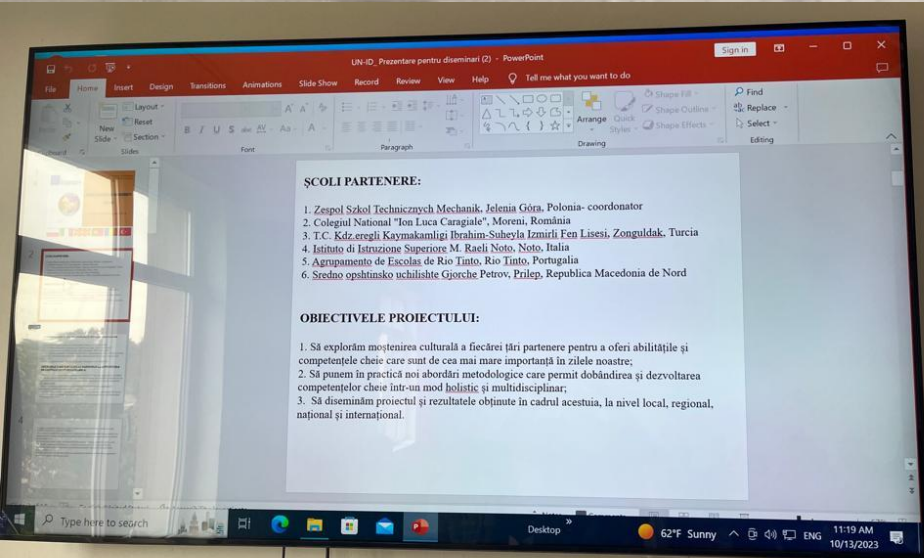 UN-ID_ Prezentare pentru diseminari (2) - PowerPoint
Sign in
File Home Insert Design Transitions Animations Slide Show Record Review View Help Tell me what you want to do
New Slide
Layout
Reset
Section
Slides
Font
Paragraph
Arrange
Quick Styles
Shape Fill
Shape Outline
Shape Effects
Drawing
Find
Replace
Select
Editing
2
4
ȘCOLI PARTENERE:
1. Zespol Szkol Technicznych Mechanik, Jelenia Góra, Polonia- coordonator
2. Colegiul National "Ion Luca Caragiale", Moreni, România
3. T.C. Kdz.eregli Kaymakamligi Ibrahim-Suheyla Izmirli Fen Lisesi, Zonguldak, Turcia
4. Istituto di Istruzione Superiore M. Raeli Noto, Noto, Italia
5. Agrupamento de Escolas de Rio Tinto, Rio Tinto, Portugalia
6. Sredno opshtinsko uchilishte Gjorche Petrov, Prilep, Republica Macedonia de Nord
OBIECTIVELE PROIECTULUI:
1. Să explorăm moștenirea culturală a fiecărei țări partenere pentru a oferi abilitățile și
competențele cheie care sunt de cea mai mare importanță în zilele noastre;
2. Să punem în practică noi abordări metodologice care permit dobândirea și dezvoltarea
competențelor cheie într-un mod holistic și multidisciplinar;
3. Să diseminăm proiectul și rezultatele obținute în cadrul acestuia, la nivel local, regional,
național și internațional.
Type here to search
Desktop
62°F Sunny
ENG
11:19 AM
10/13/2023